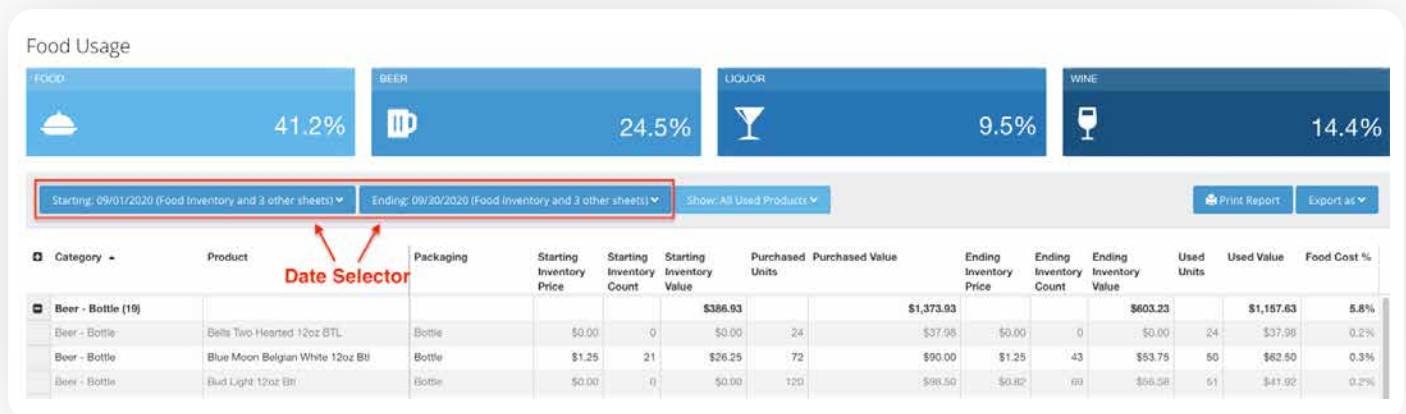 Food Usage
FOOD BEER LIQUOR WINE
41.2% 24.5% 9.5% 14.4%
Starting: 09/01/2020 (Food Inventory and 3 other sheets) Ending: 09/30/2020 (Food Inventory and 3 other sheets) Show: All Used Products Print Report Export as
Category Product Packaging Starting Inventory Price Starting Inventory Count Starting Inventory Value Purchased Units Purchased Value Ending Inventory Price Ending Inventory Count Ending Inventory Value Used Units Used Value Food Cost %
Date Selector
Beer - Bottle (19) $386.93 $1,373.93 $603.23 $1,157.63 5.8%
Beer - Bottle Bells Two Hearted 12oz BTL Bottle $0.00 0 $0.00 24 $37.98 $0.00 0 $0.00 24 $37.98 0.2%
Beer - Bottle Blue Moon Belgian White 12oz Btl Bottle $1.25 21 $26.25 72 $90.00 $1.25 43 $53.75 50 $62.50 0.3%
Beer - Bottle Bud Light 12oz Btl Bottle $0.00 0 $0.00 120 $98.50 $0.82 69 $56.58 51 $41.92 0.2%